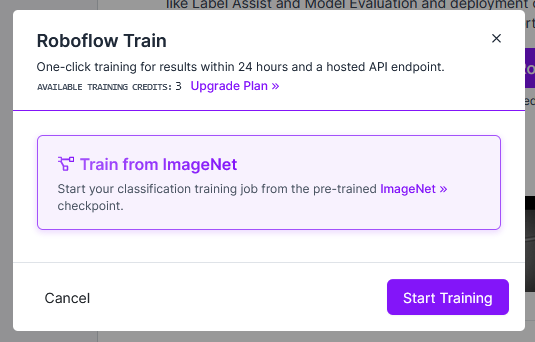 like Label Assist and Model Evaluation and deployment
Roboflow Train
One-click training for results within 24 hours and a hosted API endpoint.
AVAILABLE TRAINING CREDITS: 3 Upgrade Plan »
Train from ImageNet
Start your classification training job from the pre-trained ImageNet »
checkpoint.
Cancel
Start Training